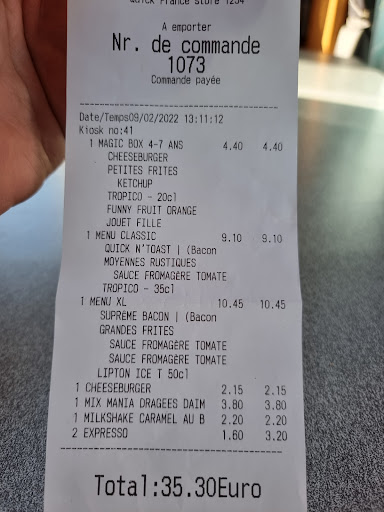 Quick France store 1254
A emporter
Nr. de commande
1073
Commande payée
Date/Temps09/02/2022 13:11:12
Kiosk no:41
1 MAGIC BOX 4-7 ANS 4.40 4.40
CHEESEBURGER
PETITES FRITES
KETCHUP
TROPICO - 20cl
FUNNY FRUIT ORANGE
JOUET FILLE
1 MENU CLASSIC 9.10 9.10
QUICK N'TOAST | (Bacon
MOYENNES RUSTIQUES
SAUCE FROMAGÈRE TOMATE
TROPICO - 35cl
1 MENU XL 10.45 10.45
SUPRÊME BACON | (Bacon
GRANDES FRITES
SAUCE FROMAGÈRE TOMATE
SAUCE FROMAGÈRE TOMATE
LIPTON ICE T 50cl
1 CHEESEBURGER 2.15 2.15
1 MIX MANIA DRAGEES DAIM 3.80 3.80
1 MILKSHAKE CARAMEL AU B 2.20 2.20
2 EXPRESSO 1.60 3.20
Total:35.30Euro